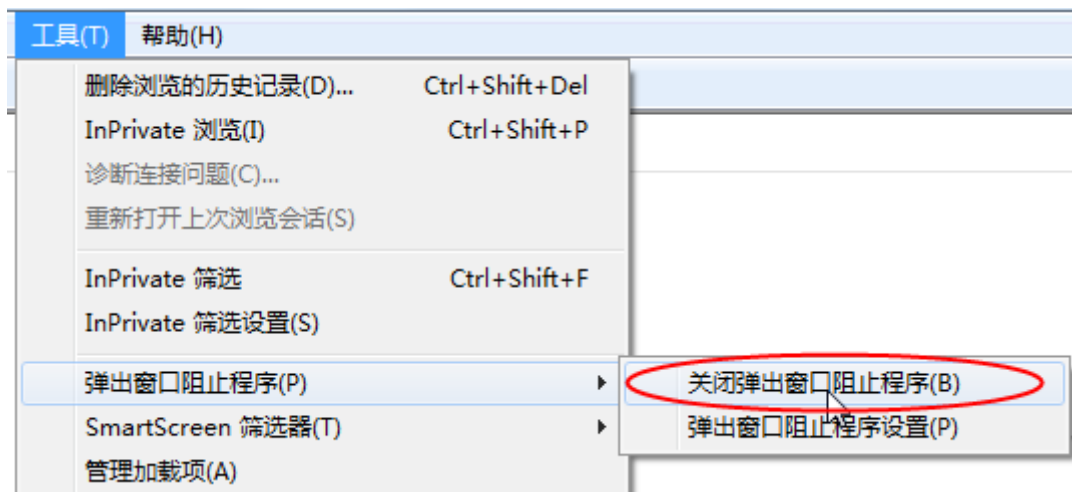 工具(T) 帮助(H)
删除浏览的历史记录(D)... Ctrl+Shift+Del
InPrivate 浏览(I) Ctrl+Shift+P
诊断连接问题(C)...
重新打开上次浏览会话(S)
InPrivate 筛选 Ctrl+Shift+F
InPrivate 筛选设置(S)
弹出窗口阻止程序(P) 关闭弹出窗口阻止程序(B)
SmartScreen 筛选器(T) 弹出窗口阻止程序设置(P)
管理加载项(A)